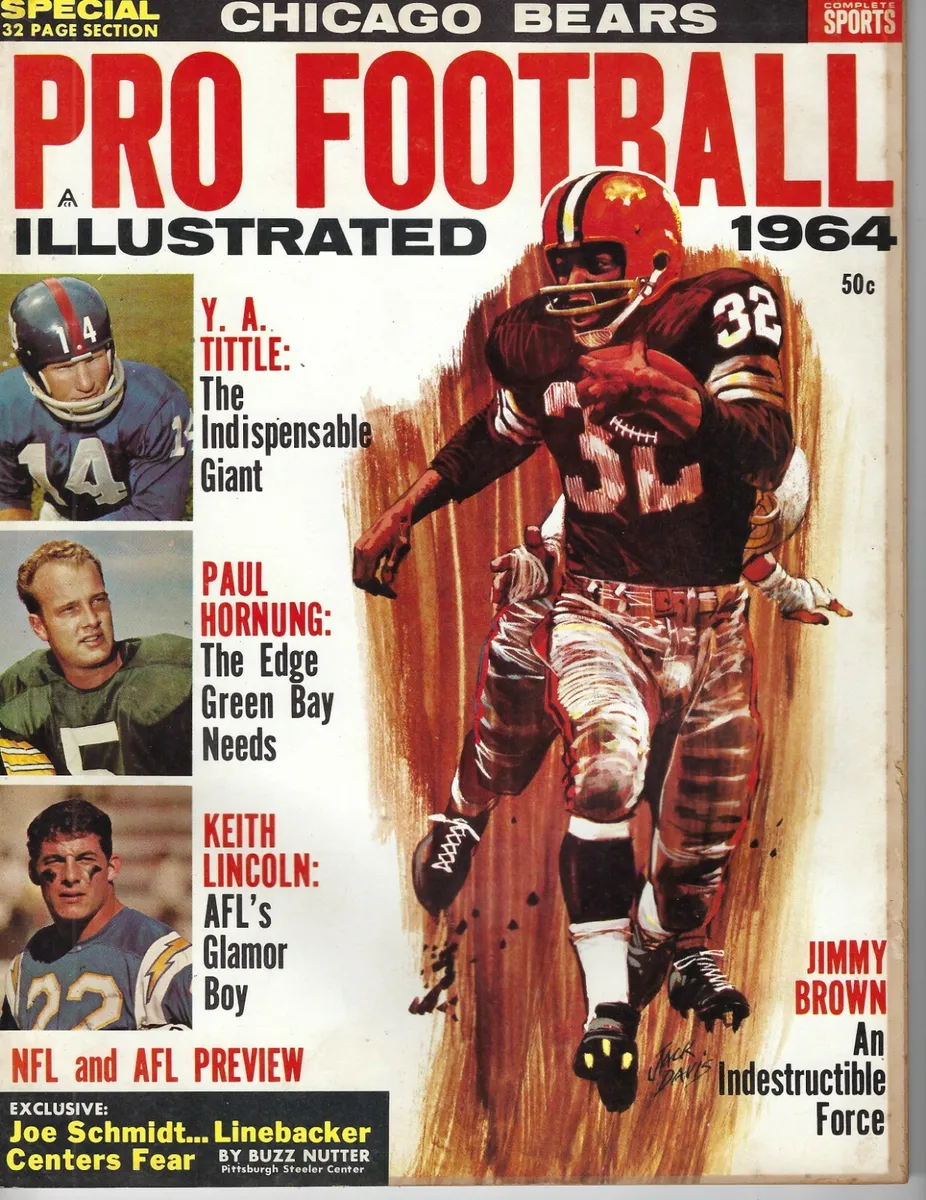 SPECIAL
32 PAGE SECTION
CHICAGO BEARS
COMPLETE
SPORTS
PRO FOOTBALL
A
ILLUSTRATED
1964
50c
Y. A.
TITTLE:
The
Indispensable
Giant
14
14
PAUL
HORNUNG:
The Edge
Green Bay
Needs
5
KEITH
LINCOLN:
AFL's
Glamor
Boy
22
32
32
JIMMY
BROWN
An
Indestructible
Force
JACK
DAVIS
NFL and AFL PREVIEW
EXCLUSIVE:
Joe Schmidt... Linebacker
Centers Fear BY BUZZ NUTTER
Pittsburgh Steeler Center